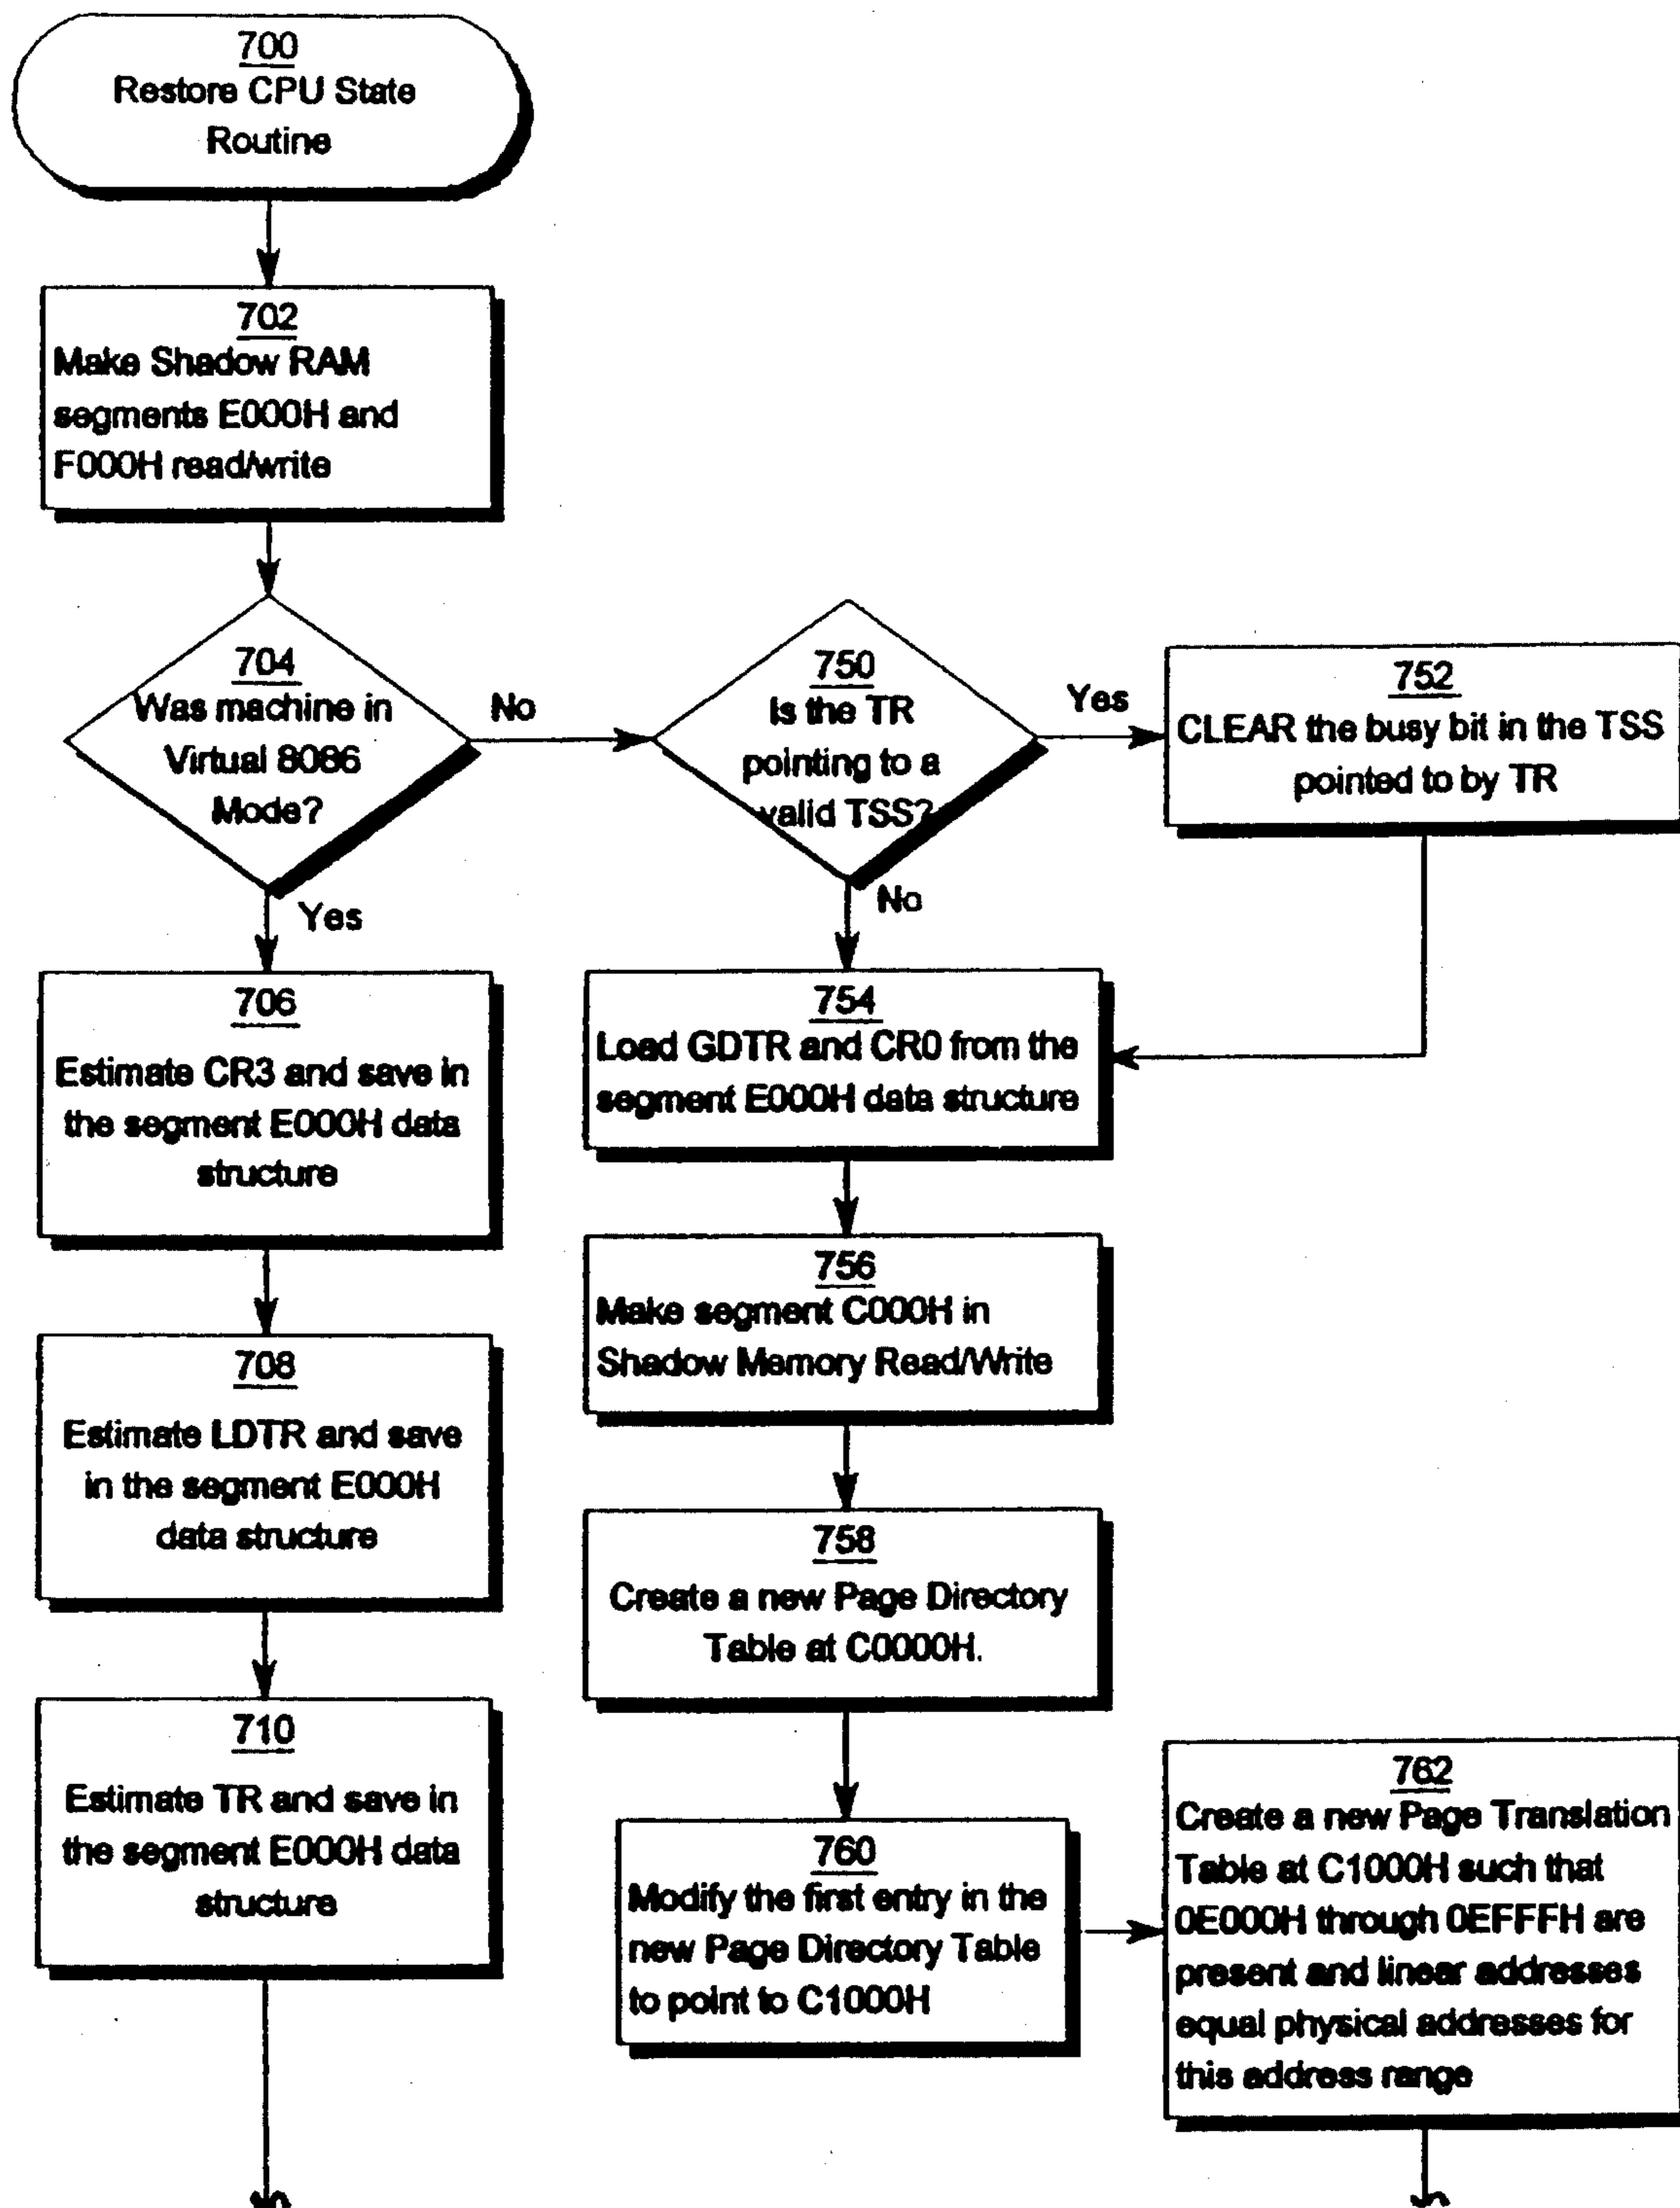 700
Restore CPU State
Routine
702
Make Shadow RAM
segments E000H and
F000H read/write
704
Was machine in
Virtual 8086
Mode?
No
Yes
750
Is the TR
pointing to a
valid TSS?
Yes
No
752
CLEAR the busy bit in the TSS
pointed to by TR
706
Estimate CR3 and save in
the segment E000H data
structure
754
Load GDTR and CR0 from the
segment E000H data structure
756
Make segment C000H in
Shadow Memory Read/Write
708
Estimate LDTR and save
in the segment E000H
data structure
758
Create a new Page Directory
Table at C0000H.
710
Estimate TR and save in
the segment E000H data
structure
760
Modify the first entry in the
new Page Directory Table
to point to C1000H
762
Create a new Page Translation
Table at C1000H such that
0E000H through 0EFFFH are
present and linear addresses
equal physical addresses for
this address range